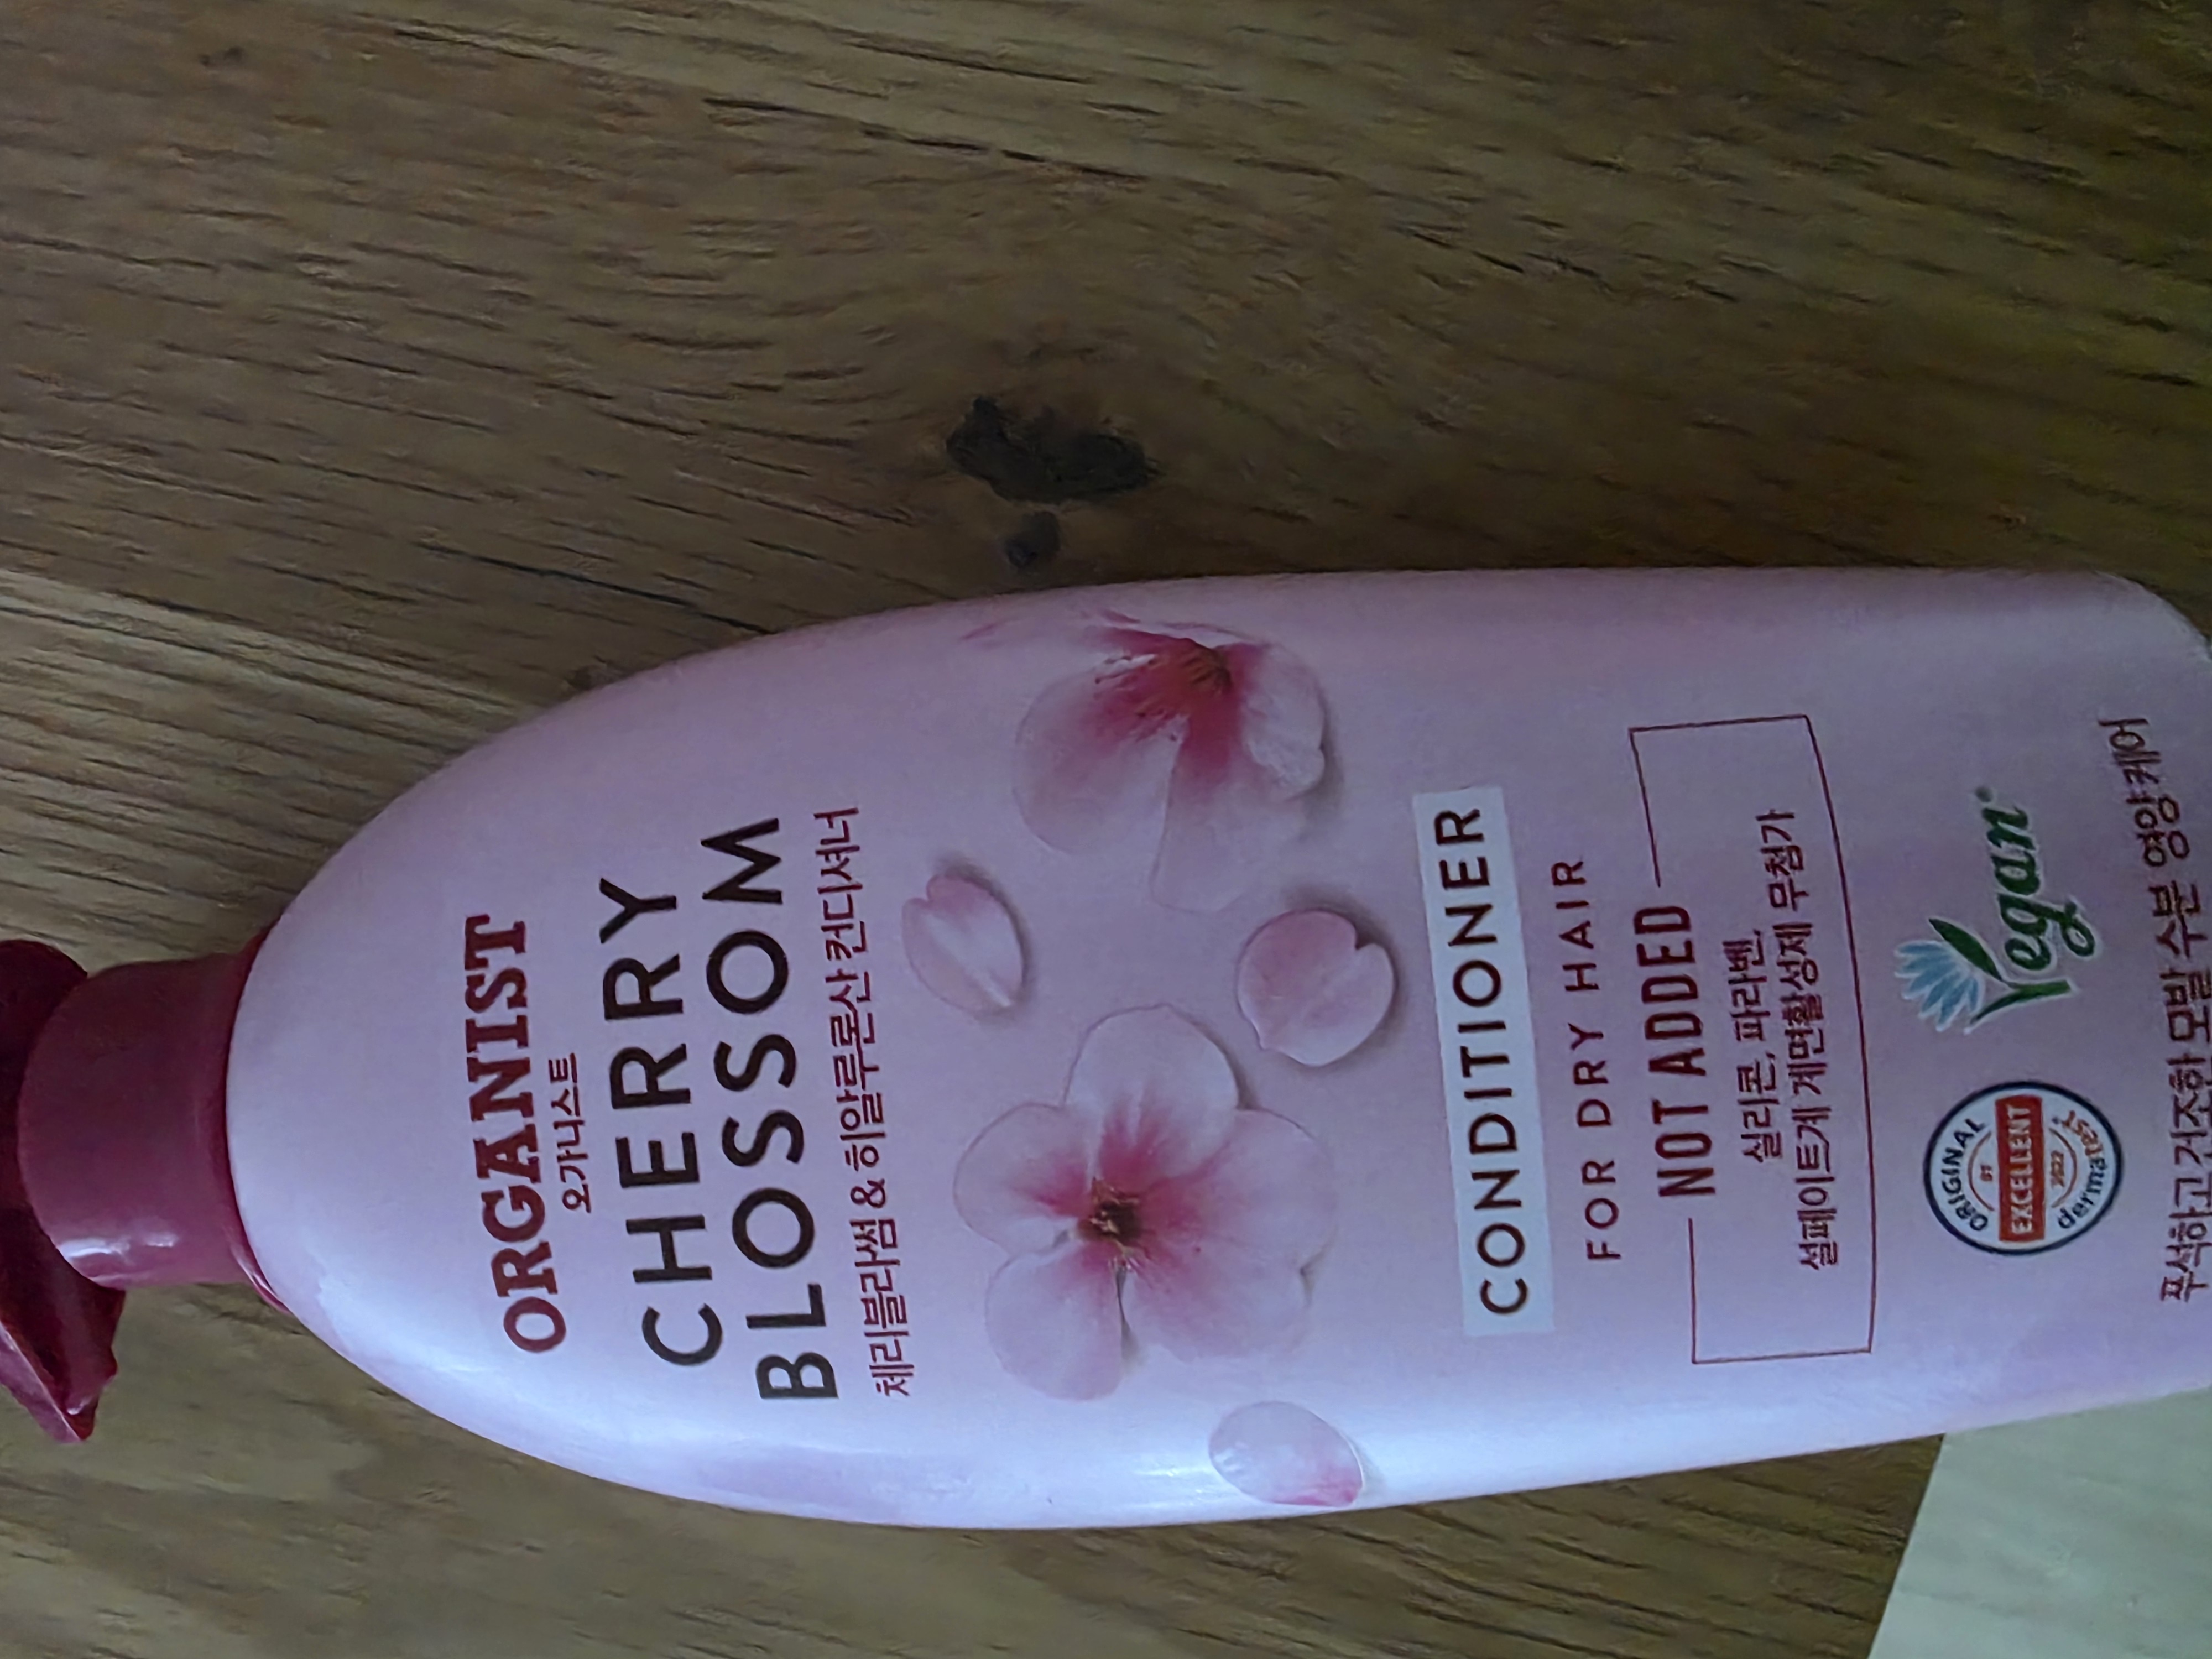 ORGANIST
오가니스트
CHERRY
BLOSSOM
체리블라썸 & 히알루론산 컨디셔너
CONDITIONER
FOR DRY HAIR
NOT ADDED
실리콘, 파라벤,
설페이트계 계면활성제 무첨가
ORIGINAL
BY
EXCELLENT
2022
dermatest
Vegan®
푸석하고 건조한 모발 수분 영양 케어